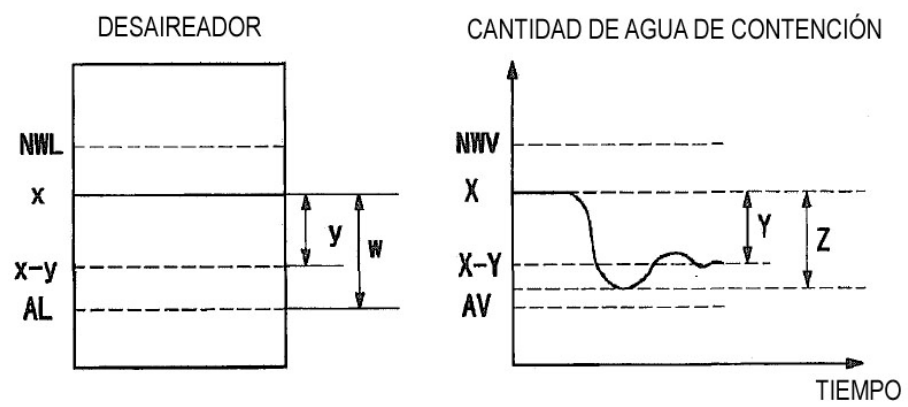 DESAIREADOR
NWL
x
y
w
x-y
AL
CANTIDAD DE AGUA DE CONTENCIÓN
NWV
X
Y
Z
X-Y
AV
TIEMPO